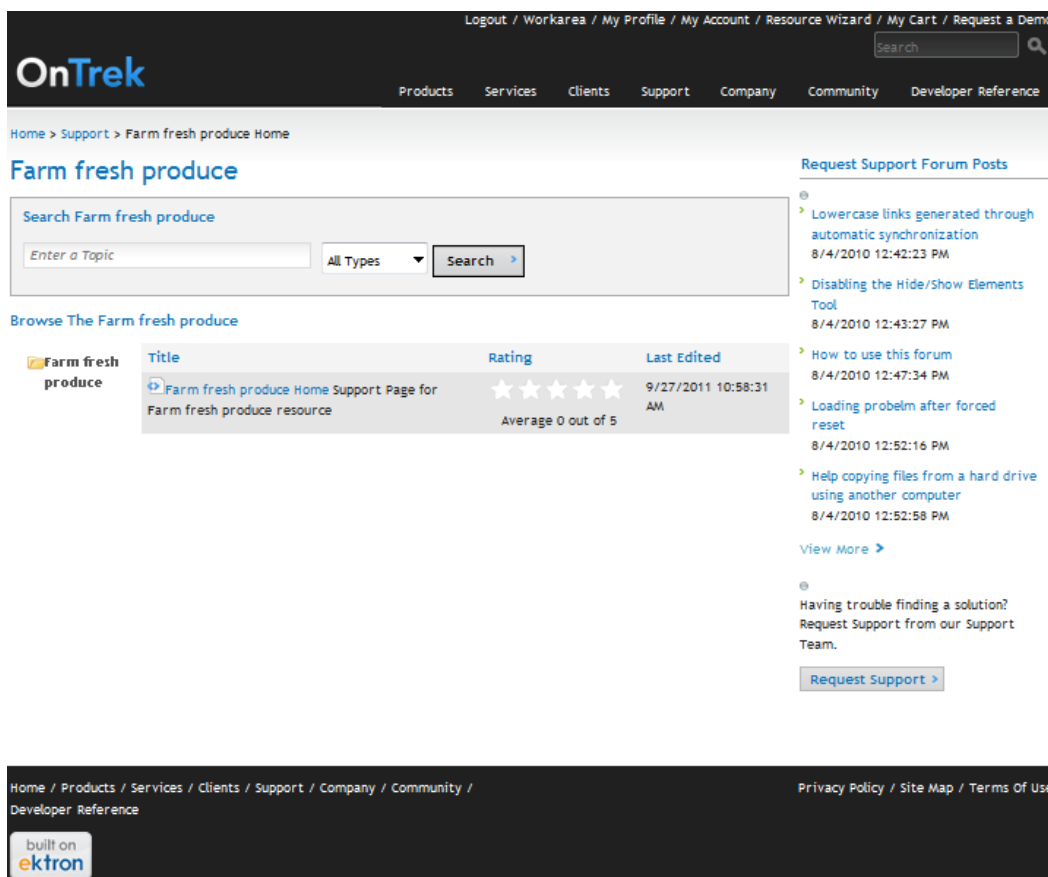 Logout / Workarea / My Profile / My Account / Resource Wizard / My Cart / Request a Demo
Search
OnTrek
Products Services Clients Support Company Community Developer Reference
Home > Support > Farm fresh produce Home
Farm fresh produce
Search Farm fresh produce
Enter a Topic
All Types
Search
Browse The Farm fresh produce
Farm fresh
produce
Title Rating Last Edited
Farm fresh produce Home Support Page for
Farm fresh produce resource
Average 0 out of 5
9/27/2011 10:58:31
AM
Request Support Forum Posts
Lowercase links generated through
automatic synchronization
8/4/2010 12:42:23 PM
Disabling the Hide/Show Elements
Tool
8/4/2010 12:43:27 PM
How to use this forum
8/4/2010 12:47:34 PM
Loading probelm after forced
reset
8/4/2010 12:52:16 PM
Help copying files from a hard drive
using another computer
8/4/2010 12:52:58 PM
View More >
Having trouble finding a solution?
Request Support from our Support
Team.
Request Support >
Home / Products / Services / Clients / Support / Company / Community /
Developer Reference
Privacy Policy / Site Map / Terms Of Use
built on
ektron